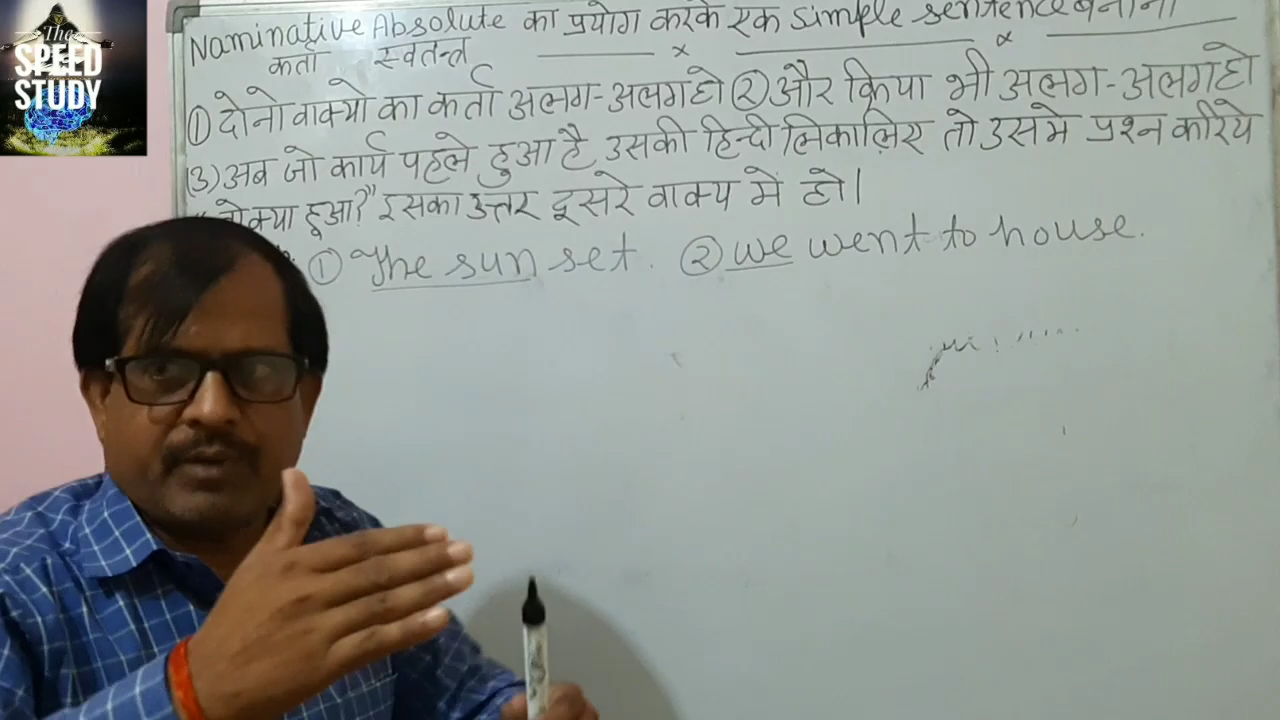 The
SPEED
STUDY
Naminative Absolute का प्रयोग करके एक simple sentence बनाना
कर्ता स्वतन्त्र
① दोनो वाक्यो का कर्ता अलग-अलग हो ② और क्रिया भी अलग-अलग हो
(3) अब जो कार्य पहले हुआ है उसकी हिन्दी निकालिए तो उसमे प्रश्न करिये
क्या हुआ?" इसका उत्तर दूसरे वाक्य में हो।
① The sun set. ② we went to house.